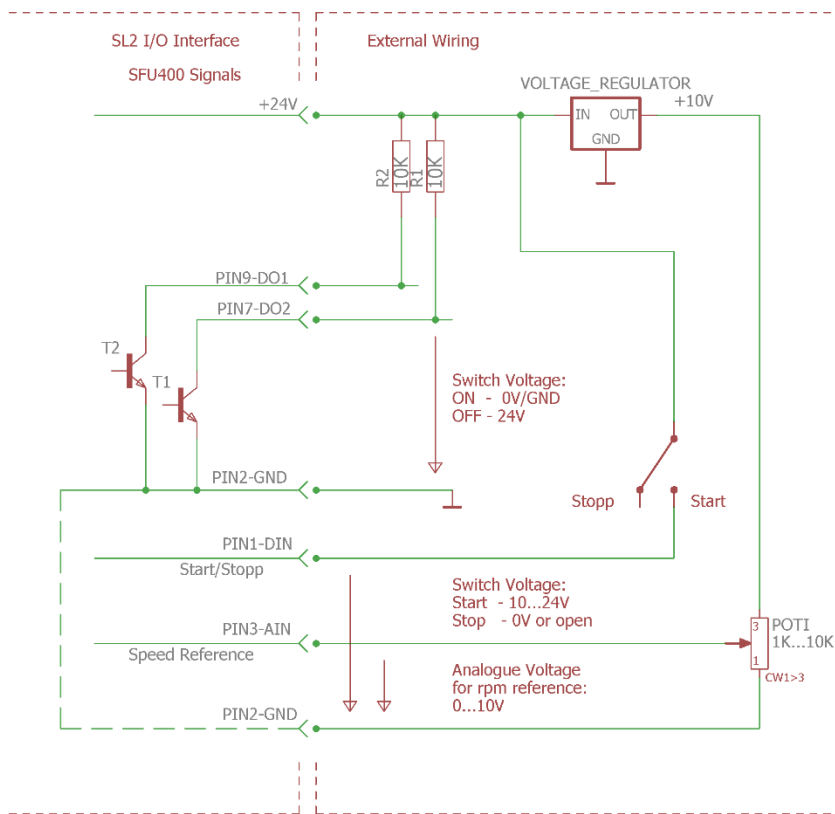 SL2 I/O Interface
External Wiring
SFU400 Signals
VOLTAGE_REGULATOR
+24V
+10V
IN OUT
GND
R2
10K
R1
10K
PIN9-DO1
PIN7-DO2
T2
T1
Switch Voltage:
ON - 0V/GND
OFF - 24V
PIN2-GND
Stopp
Start
PIN1-DIN
Start/Stopp
Switch Voltage:
Start - 10...24V
Stop - 0V or open
PIN3-AIN
Speed Reference
3
POTI
1K...10K
1
CW1>3
Analogue Voltage
for rpm reference:
0...10V
PIN2-GND